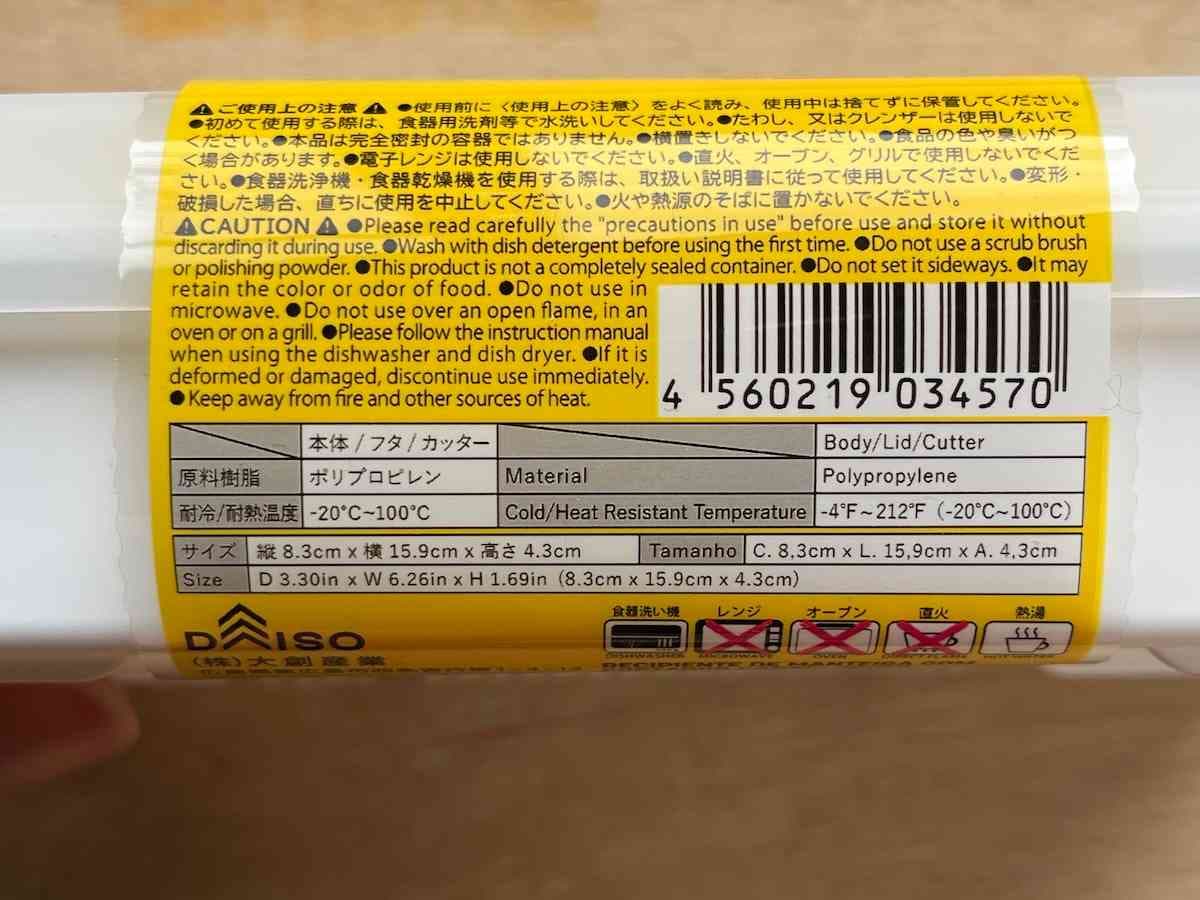 ⚠ご使用上の注意⚠ ●使用前に〈使用上の注意〉をよく読み、使用中は捨てずに保管してください。
●初めて使用する際は、食器用洗剤等で水洗いしてください。●たわし、又はクレンザーは使用しないで
ください。●本品は完全密封の容器ではありません。●横置きしないでください。●食品の色や臭いがつ
く場合があります。●電子レンジは使用しないでください。●直火、オーブン、グリルで使用しないでくだ
さい。●食器洗浄機・食器乾燥機を使用する際は、取扱い説明書に従って使用してください。●変形・
破損した場合、直ちに使用を中止してください。●火や熱源のそばに置かないでください。
⚠CAUTION⚠ ●Please read carefully the "precautions in use" before use and store it without
discarding it during use. ●Wash with dish detergent before using the first time. ●Do not use a scrub brush
or polishing powder. ●This product is not a completely sealed container. ●Do not set it sideways. ●It may
retain the color or odor of food. ●Do not use in
microwave. ●Do not use over an open flame, in an
oven or on a grill. ●Please follow the instruction manual
when using the dishwasher and dish dryer. ●If it is
deformed or damaged, discontinue use immediately.
●Keep away from fire and other sources of heat.
4 560219 034570
本体 / フタ / カッター Body/Lid/Cutter
原料樹脂 ポリプロピレン Material Polypropylene
耐冷/耐熱温度 -20°C~100°C Cold/Heat Resistant Temperature -4°F~212°F (-20°C~100°C)
サイズ 縦 8.3cm x 横 15.9cm x 高さ 4.3cm Tamanho C. 8,3cm x L. 15,9cm x A. 4,3cm
Size D 3.30in x W 6.26in x H 1.69in (8.3cm x 15.9cm x 4.3cm)
食器洗い機 レンジ オーブン 直火 熱湯
DAISO
DISHWASHER MICROWAVE OVEN
(株)大創産業
RECIPIENTE DE MANTEIGA